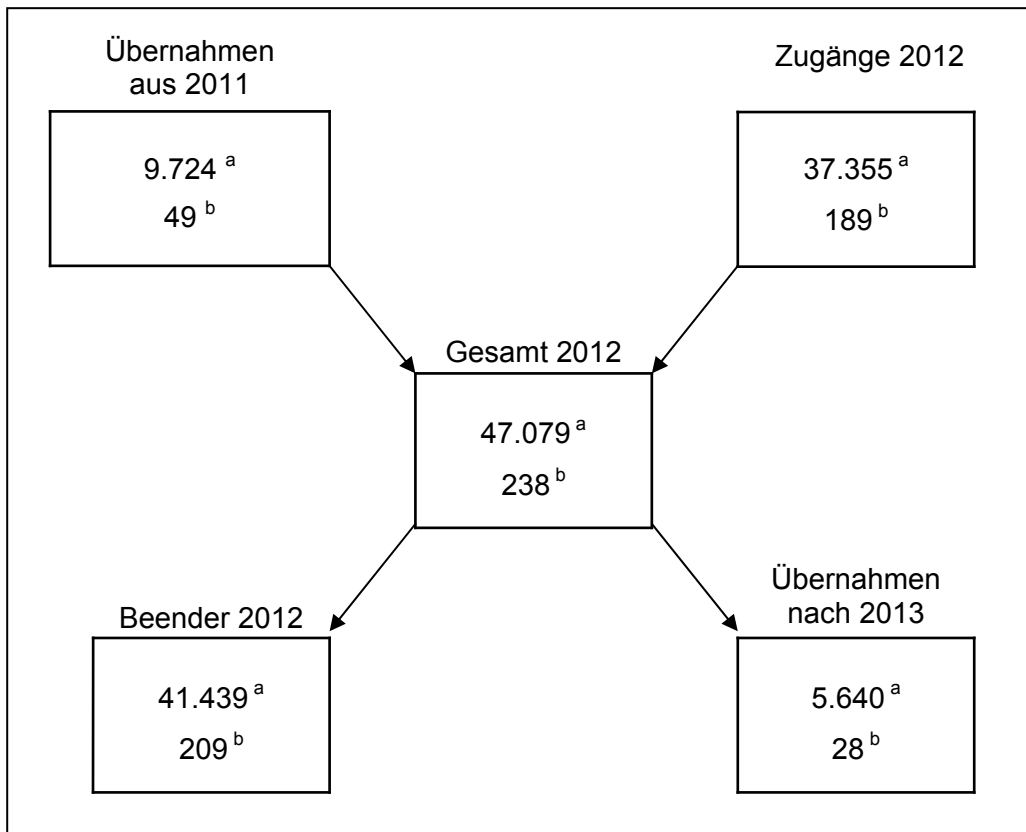 Übernahmen
aus 2011
9.724 a
49 b
Zugänge 2012
37.355 a
189 b
Gesamt 2012
47.079 a
238 b
Beender 2012
41.439 a
209 b
Übernahmen
nach 2013
5.640 a
28 b